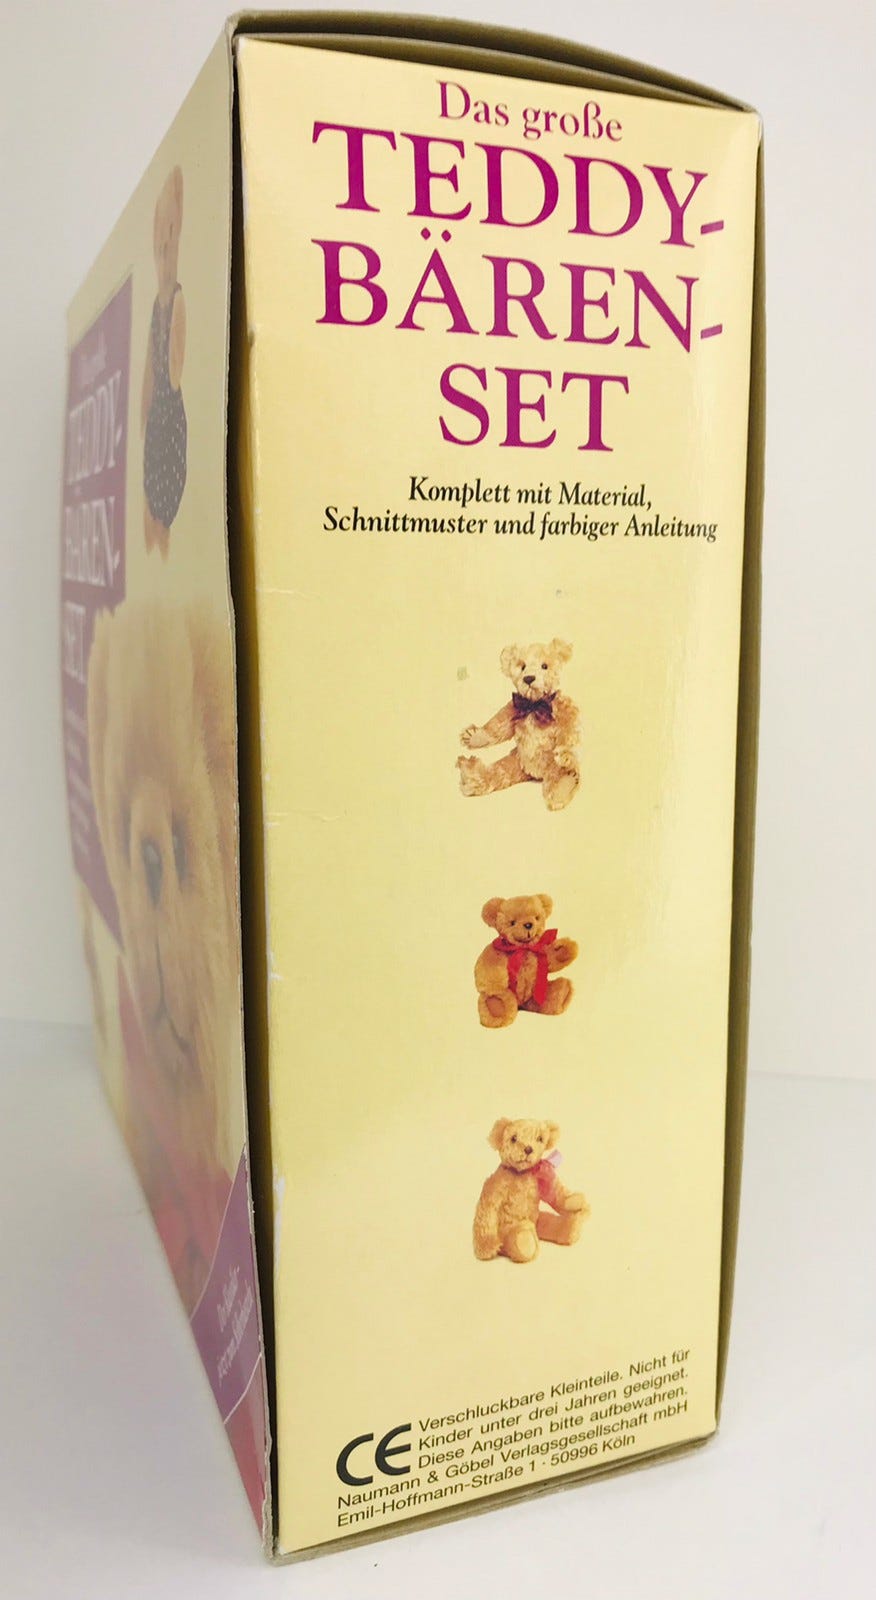 Das große
TEDDY-
BÄREN-
SET
Komplett mit Material,
Schnittmuster und farbiger Anleitung
CE
Verschluckbare Kleinteile. Nicht für
Kinder unter drei Jahren geeignet.
Diese Angaben bitte aufbewahren.
Naumann & Göbel Verlagsgesellschaft mbH
Emil-Hoffmann-Straße 1 · 50996 Köln
Das große
TEDDY-
BÄREN-
SET